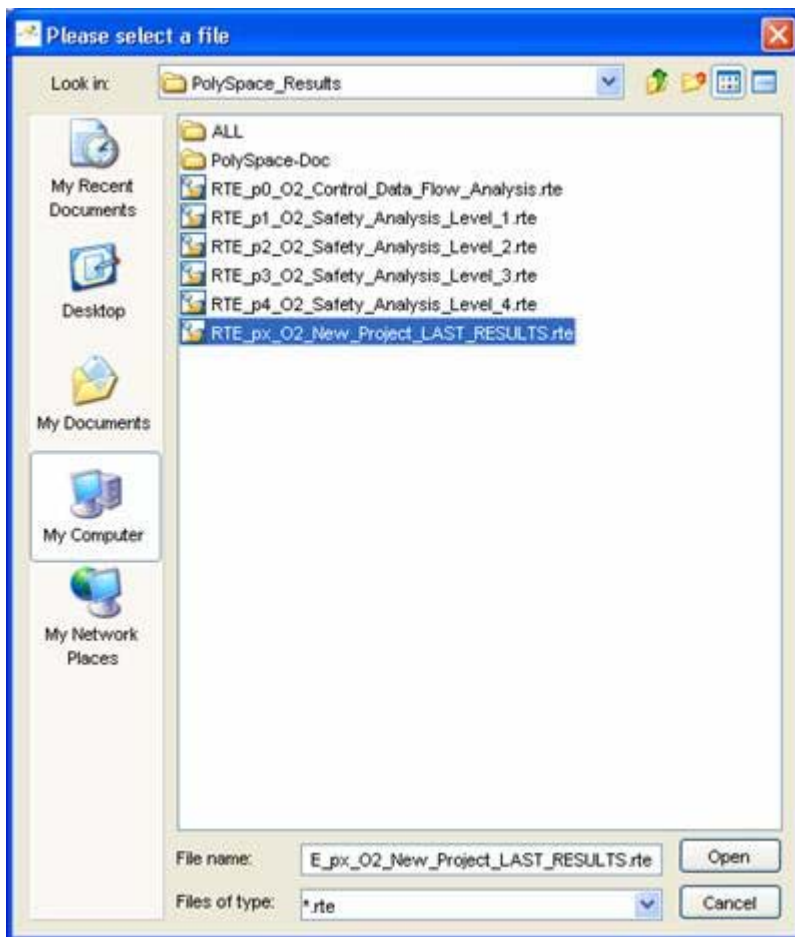 Please select a file
Look in:
PolySpace_Results
My Recent
Documents
Desktop
My Documents
My Computer
My Network
Places
ALL
PolySpace-Doc
RTE_p0_O2_Control_Data_Flow_Analysis.rte
RTE_p1_O2_Safety_Analysis_Level_1.rte
RTE_p2_O2_Safety_Analysis_Level_2.rte
RTE_p3_O2_Safety_Analysis_Level_3.rte
RTE_p4_O2_Safety_Analysis_Level_4.rte
RTE_px_O2_New_Project_LAST_RESULTS.rte
File name: E_px_O2_New_Project_LAST_RESULTS.rte Open
Files of type: *.rte Cancel